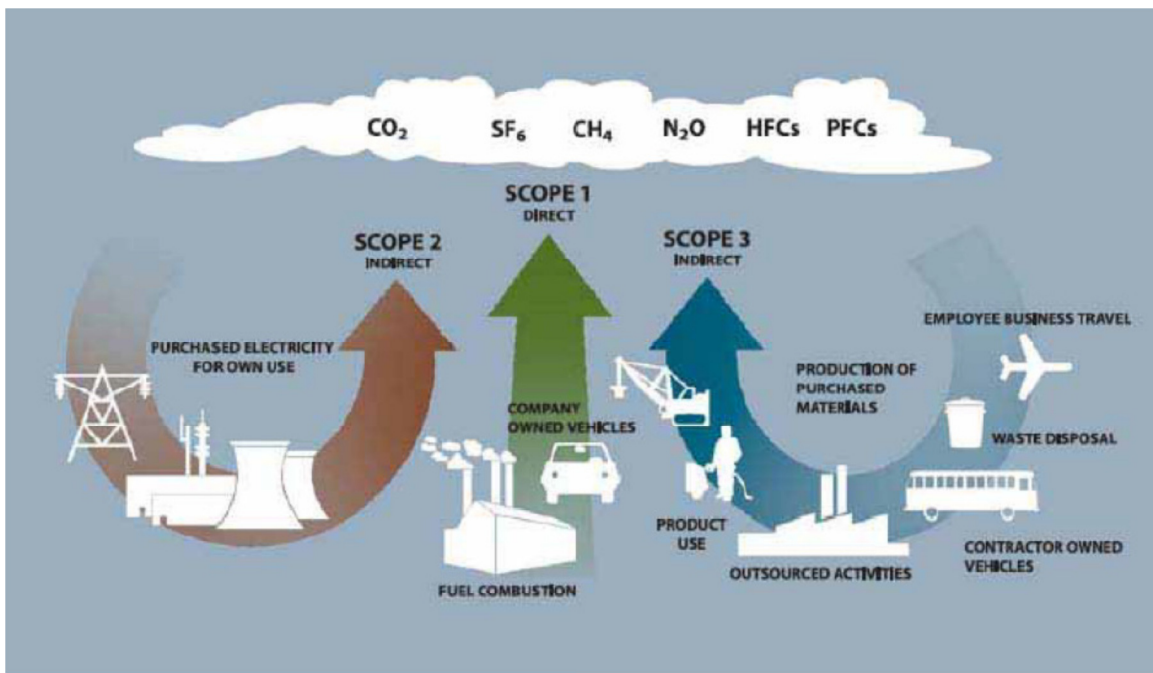 CO₂ SF₆ CH₄ N₂O HFCs PFCs
SCOPE 1
DIRECT
SCOPE 2
INDIRECT
SCOPE 3
INDIRECT
PURCHASED ELECTRICITY
FOR OWN USE
COMPANY
OWNED VEHICLES
FUEL COMBUSTION
EMPLOYEE BUSINESS TRAVEL
PRODUCTION OF
PURCHASED
MATERIALS
WASTE DISPOSAL
PRODUCT
USE
OUTSOURCED ACTIVITIES
CONTRACTOR OWNED
VEHICLES